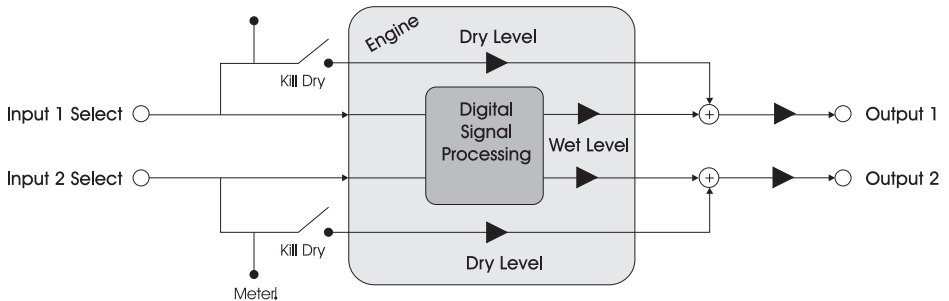 Engine
Dry Level
Kill Dry
Input 1 Select
Digital
Signal
Processing
Wet Level
Output 1
Input 2 Select
Output 2
Kill Dry
Dry Level
Meter.